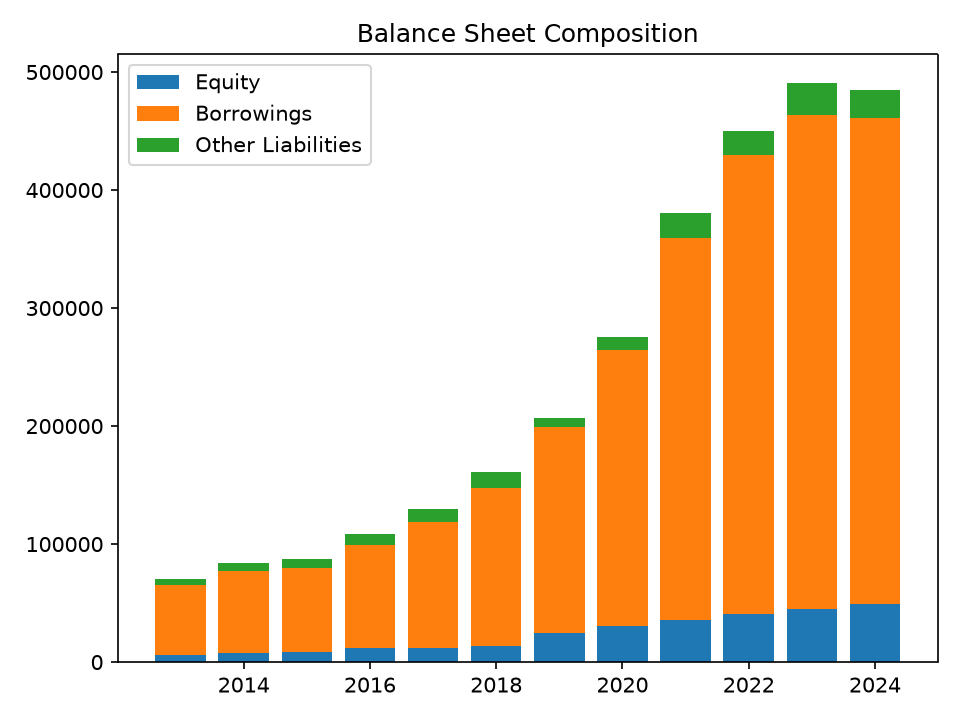 Balance Sheet Composition
Equity
Borrowings
Other Liabilities
500000
400000
300000
200000
100000
0
2014 2016 2018 2020 2022 2024